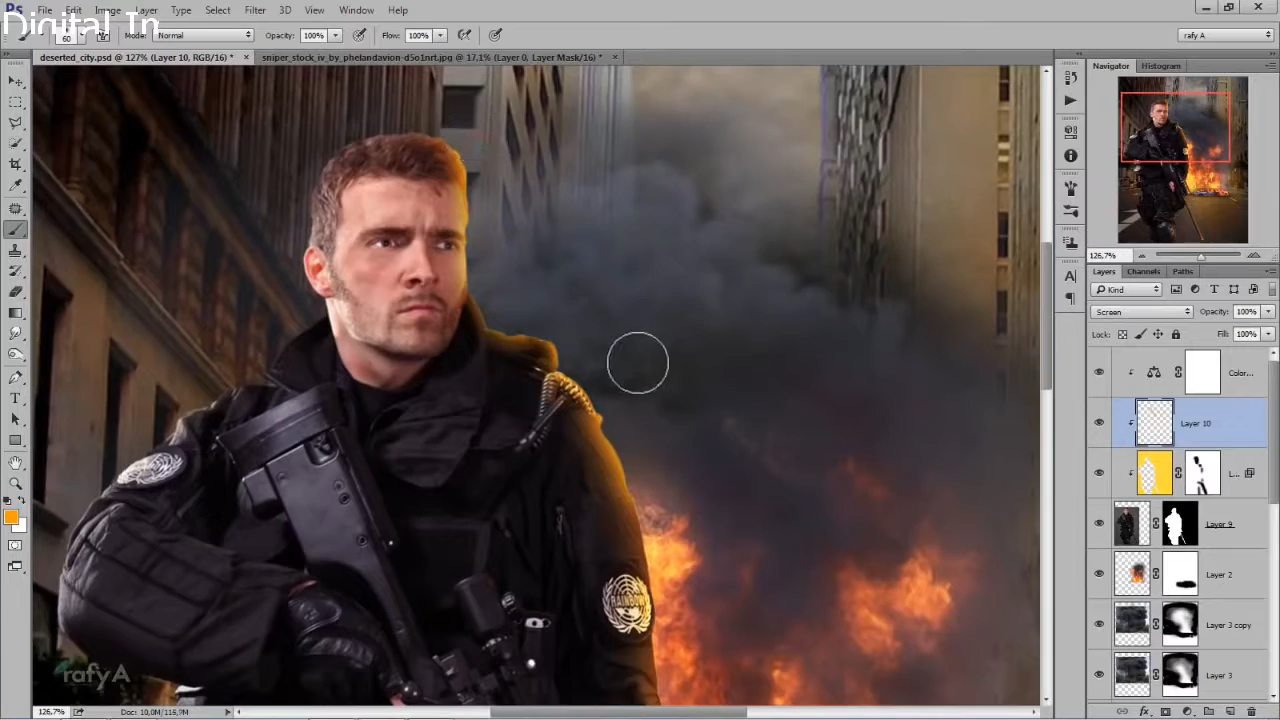 Ps File Edit Image Layer Type Select Filter 3D View Window Help
Digital In
60 Mode: Normal Opacity: 100% Flow: 100% rafy A
deserted_city.psd @ 127% (Layer 10, RGB/16) * × sniper_stock_iv_by_phelandavion-d5o1nrt.jpg @ 17,1% (Layer 0, Layer Mask/16) * ×
Navigator Histogram
126,7%
Layers Channels Paths
Kind
Screen Opacity: 100%
Lock: Fill: 100%
Color...
Layer 10
L...
Layer 9
Layer 2
Layer 3 copy
Layer 3
RAINBOW
rafyA
126,7% Doc: 10,0M/116,9M